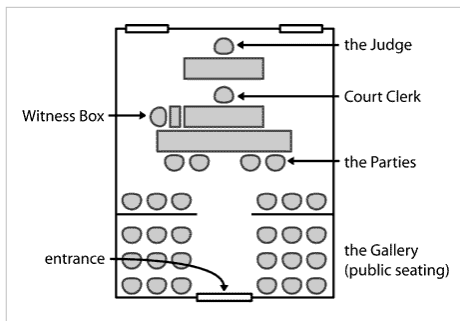 the Judge
Court Clerk
Witness Box
the Parties
the Gallery
(public seating)
entrance